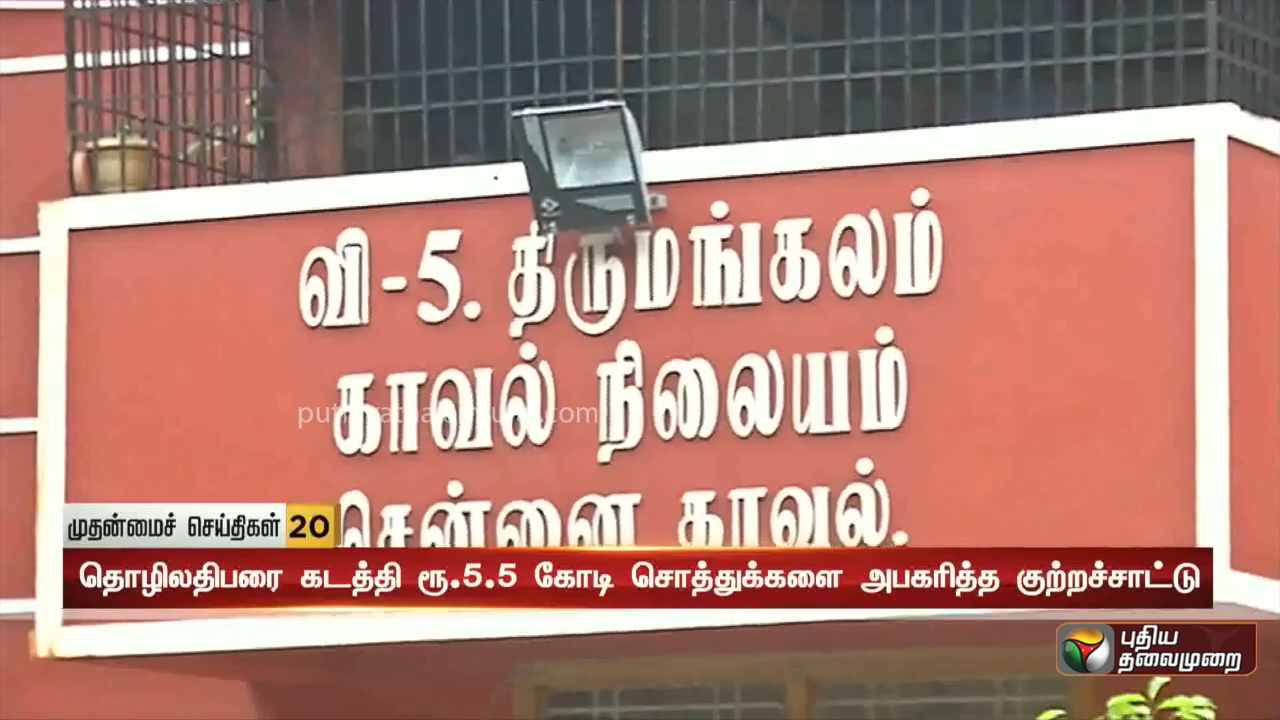 வி-5. திருமங்கலம்
காவல் நிலையம்
சென்னை காவல்.
முதன்மைச் செய்திகள் 20
தொழிலதிபரை கடத்தி ரூ.5.5 கோடி சொத்துக்களை அபகரித்த குற்றச்சாட்டு
புதிய
தலைமுறை